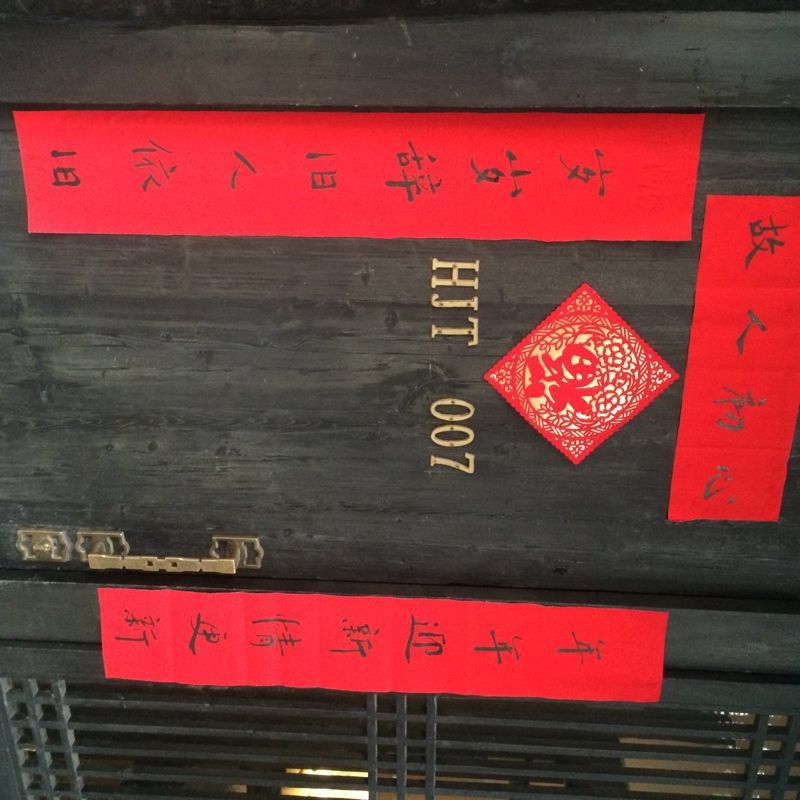 故人初心
岁岁辞旧人依旧
年年迎新情更新
福
HJT 007